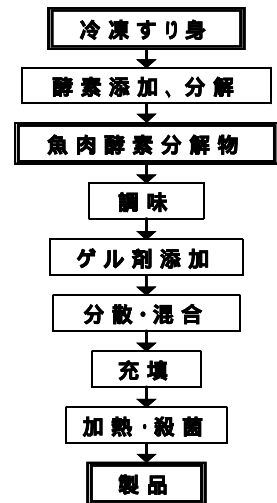 冷凍すり身
酵素添加、分解
魚肉酵素分解物
調味
ゲル剤添加
分散・混合
充填
加熱・殺菌
製品